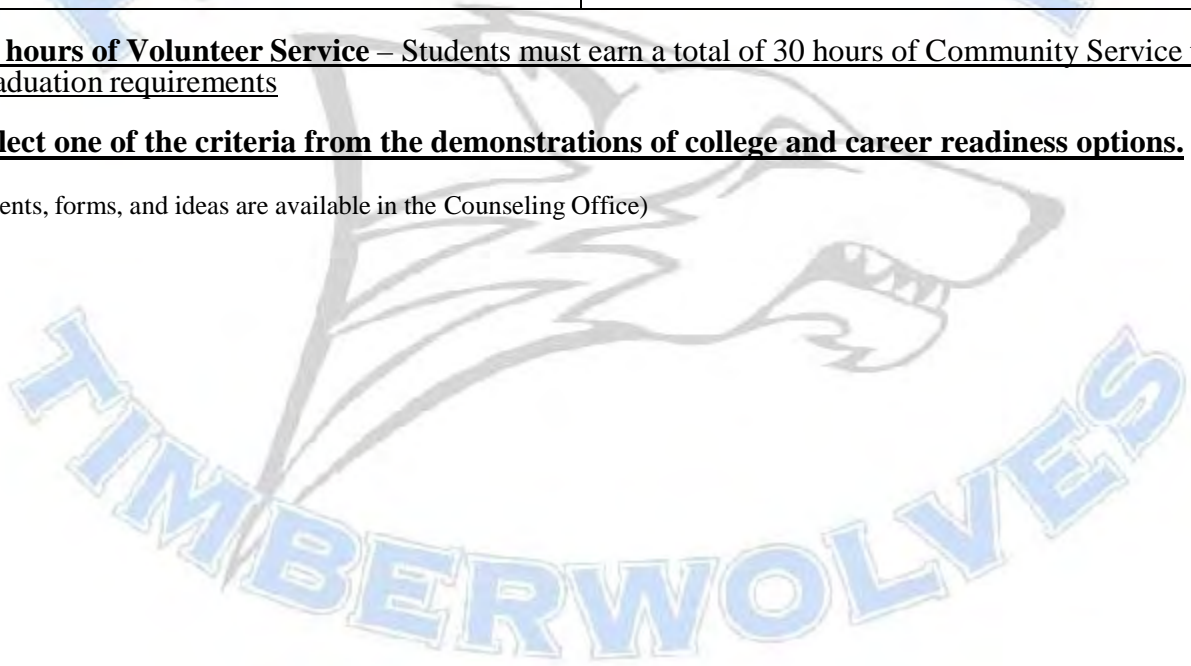 hours of Volunteer Service – Students must earn a total of 30 hours of Community Service
aduation requirements
lect one of the criteria from the demonstrations of college and career readiness options.
ents, forms, and ideas are available in the Counseling Office)
TIMBERWOLVES